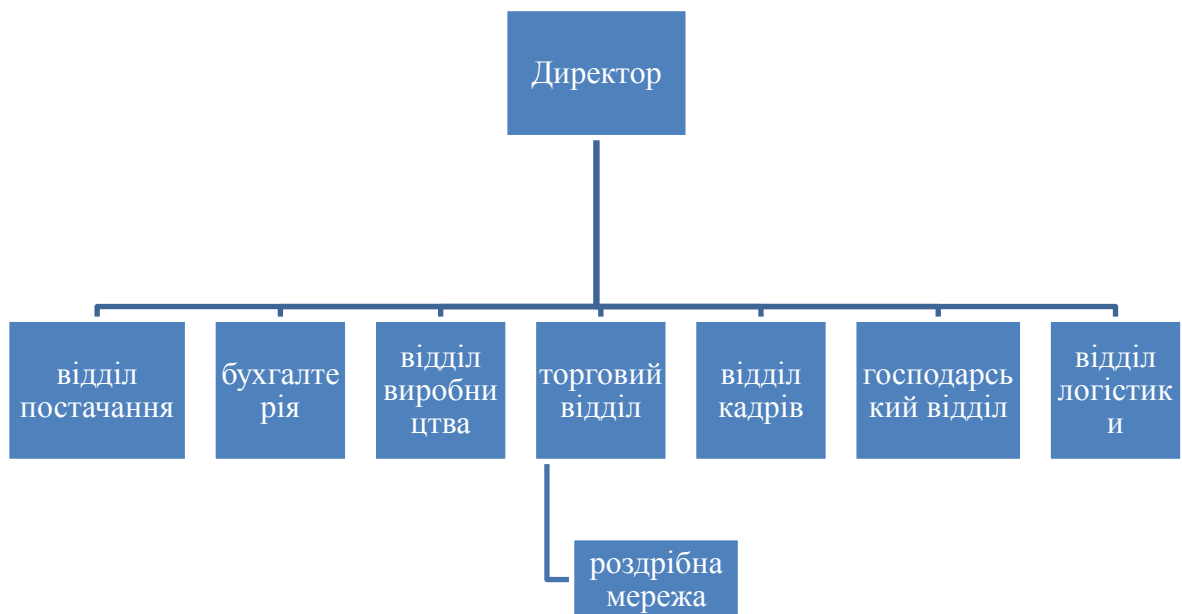 Директор
відділ
постачання
бухгалте
рія
відділ
виробни
цтва
торговий
відділ
відділ
кадрів
господарсь
кий відділ
відділ
логістик
и
роздрібна
мережа